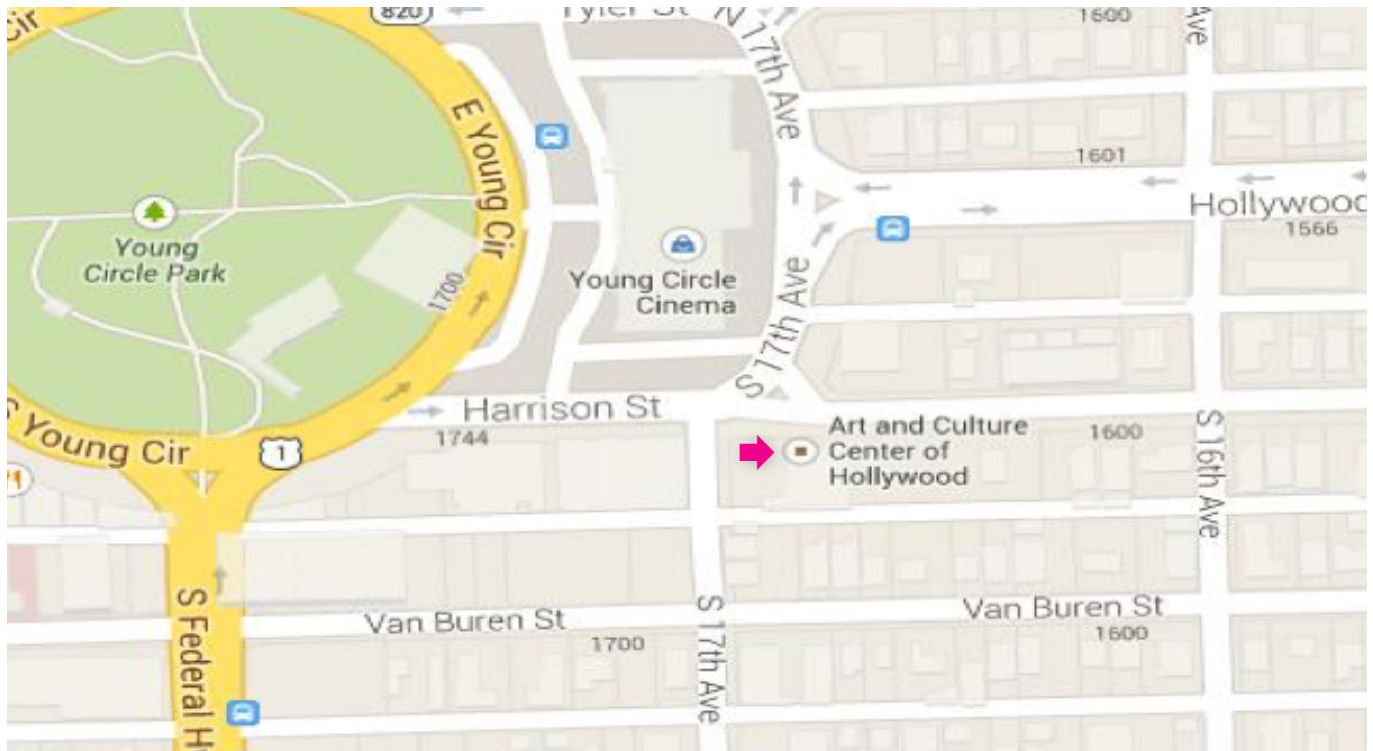 Cir
820
Tyler St
N 17th Ave
1600
Ave
E Young Cir
1601
Hollywood
1566
Young
Circle Park
1700
Young Circle
Cinema
S 17th Ave
Harrison St
1744
S Young Cir
1
Art and Culture
Center of
Hollywood
1600
S 16th Ave
S Federal H
Van Buren St
1700
S 17th Ave
Van Buren St
1600